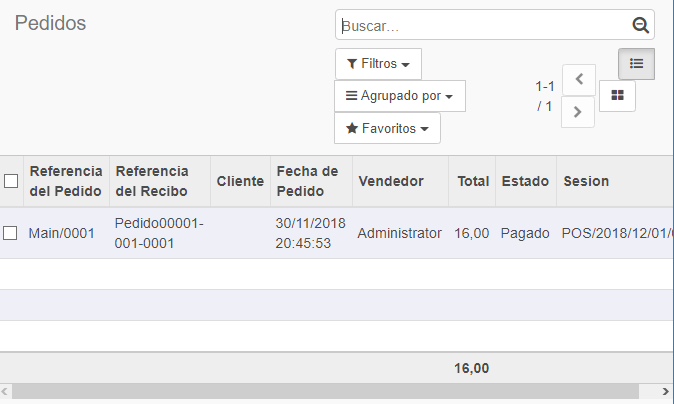 Pedidos
Buscar...
Filtros
Agrupado por
Favoritos
1-1
/ 1
Referencia
del Pedido
Referencia
del Recibo
Cliente
Fecha de
Pedido
Vendedor
Total
Estado
Sesion
Main/0001
Pedido00001-
001-0001
30/11/2018
20:45:53
Administrator
16,00
Pagado
POS/2018/12/01/
16,00